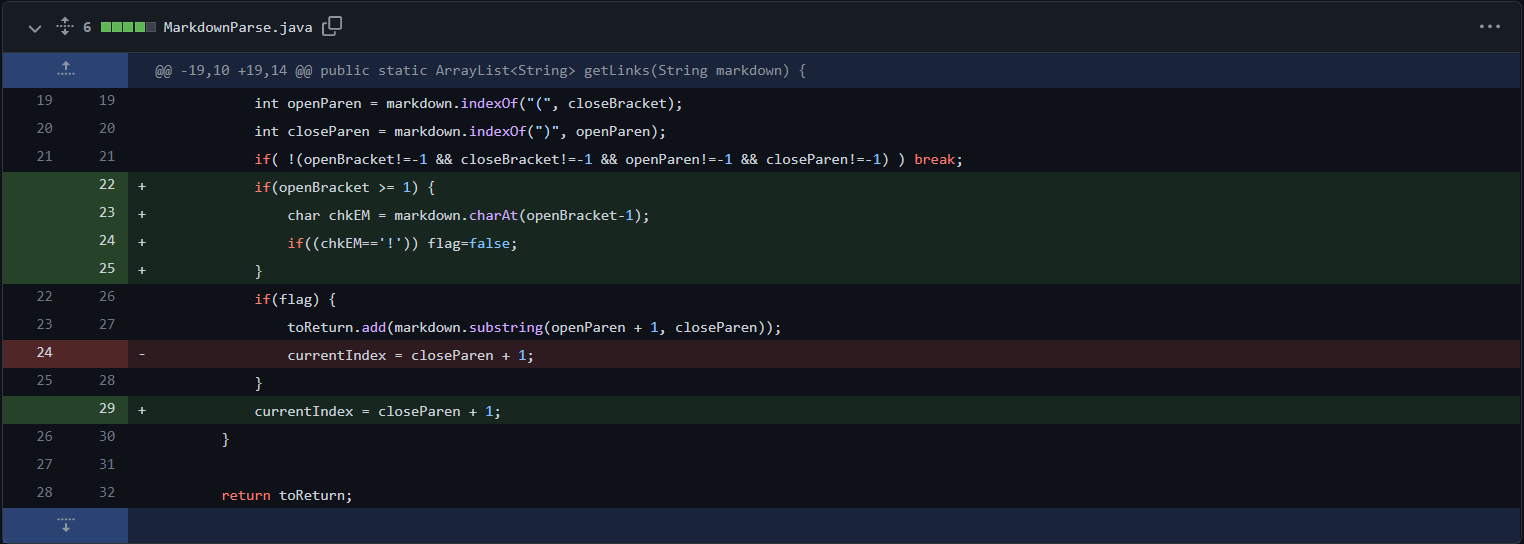 6 MarkdownParse.java
@@ -19,10 +19,14 @@ public static ArrayList<String> getLinks(String markdown) {
19 19 int openParen = markdown.indexOf("(", closeBracket);
20 20 int closeParen = markdown.indexOf(")", openParen);
21 21 if( !(openBracket!=-1 && closeBracket!=-1 && openParen!=-1 && closeParen!=-1) ) break;
22 + if(openBracket >= 1) {
23 + char chkEM = markdown.charAt(openBracket-1);
24 + if((chkEM=='!')) flag=false;
25 + }
22 26 if(flag) {
23 27 toReturn.add(markdown.substring(openParen + 1, closeParen));
24 - currentIndex = closeParen + 1;
25 28 }
29 + currentIndex = closeParen + 1;
26 30 }
27 31
28 32 return toReturn;